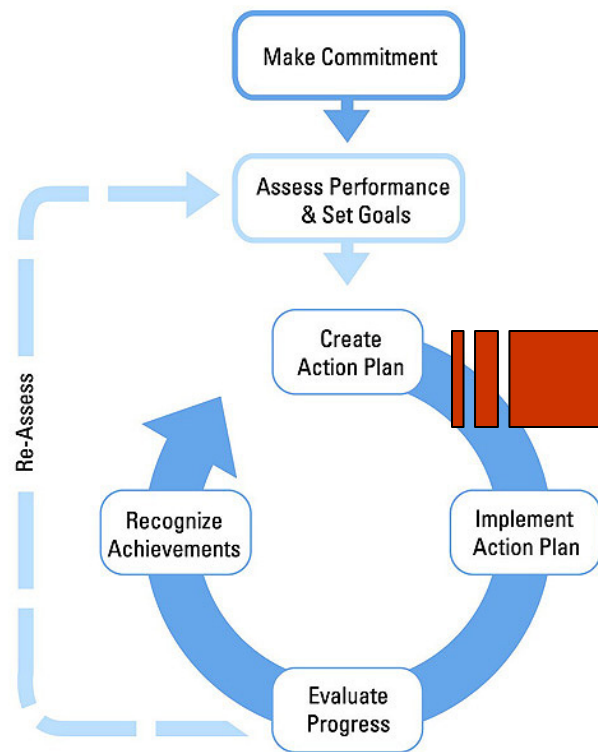 Make Commitment
Assess Performance
& Set Goals
Create
Action Plan
Re-Assess
Recognize
Achievements
Implement
Action Plan
Evaluate
Progress